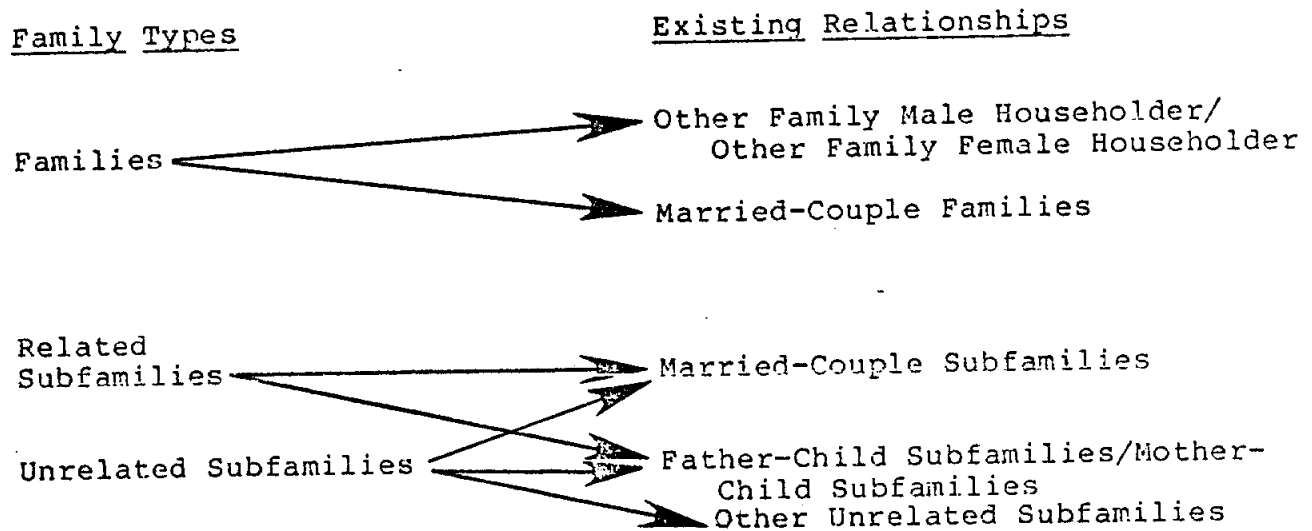 Family Types
Existing Relationships
Families
Other Family Male Householder/
Other Family Female Householder
Married-Couple Families
Related
Subfamilies
Married-Couple Subfamilies
Unrelated Subfamilies
Father-Child Subfamilies/Mother-
Child Subfamilies
Other Unrelated Subfamilies